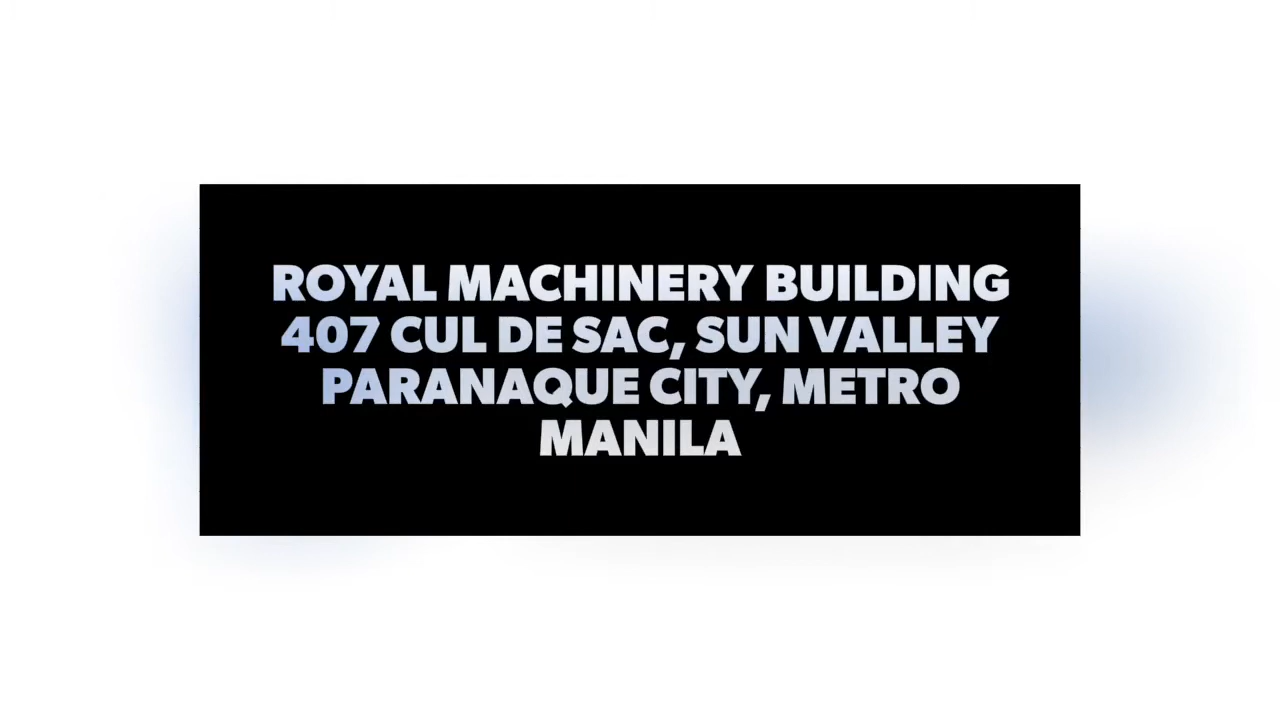 ROYAL MACHINERY BUILDING
407 CUL DE SAC, SUN VALLEY
PARANAQUE CITY, METRO
MANILA